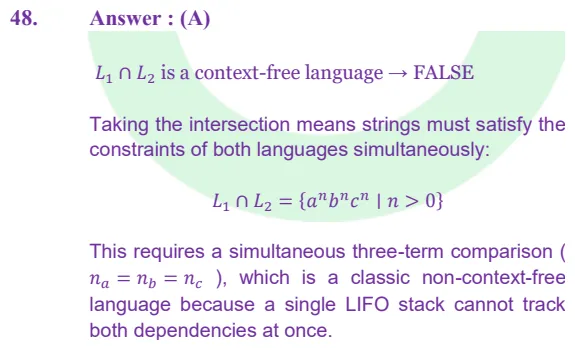 48. Answer : (A)
𝐿₁ ∩ 𝐿₂ is a context-free language → FALSE
Taking the intersection means strings must satisfy the
constraints of both languages simultaneously:
𝐿₁ ∩ 𝐿₂ = {𝑎ⁿ𝑏ⁿ𝑐ⁿ ∣ 𝑛 > 0}
This requires a simultaneous three-term comparison (
𝑛ₐ = 𝑛_b = 𝑛_c ), which is a classic non-context-free
language because a single LIFO stack cannot track
both dependencies at once.